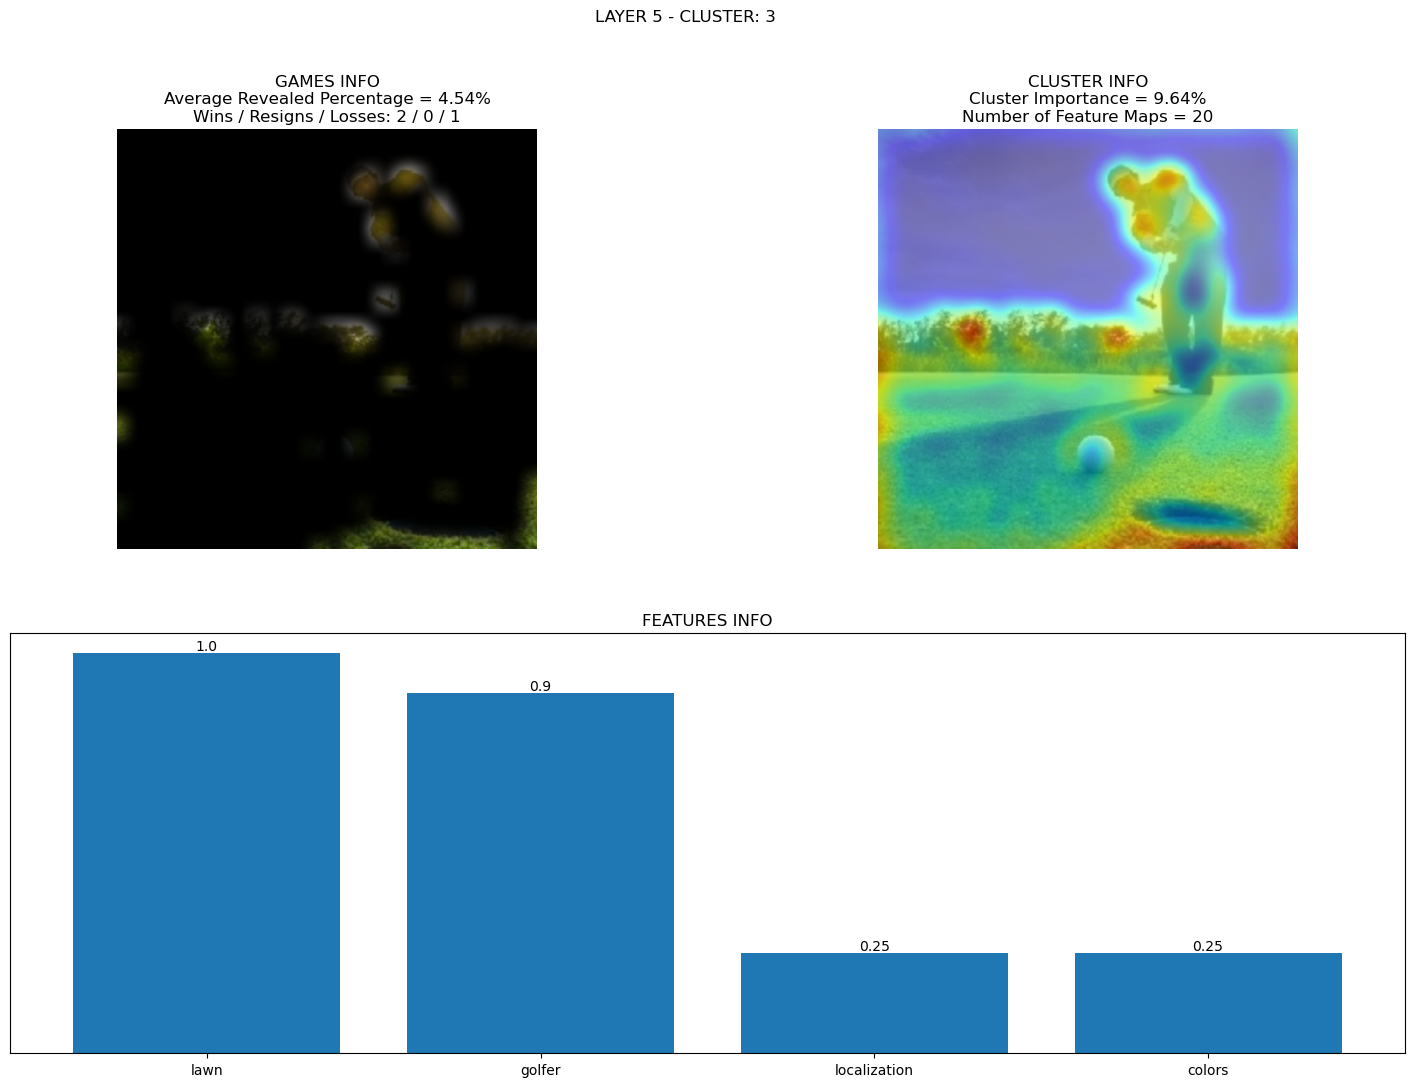 LAYER 5 - CLUSTER: 3
GAMES INFO
Average Revealed Percentage = 4.54%
Wins / Resigns / Losses: 2 / 0 / 1
CLUSTER INFO
Cluster Importance = 9.64%
Number of Feature Maps = 20
FEATURES INFO
1.0
0.9
0.25
0.25
lawn
golfer
localization
colors